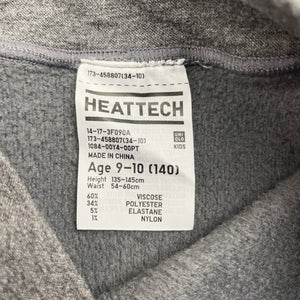 173-458807(34-10)
HEATTECH
14-17-3F090A
173-458807(34-10)
1084-00Y4-00PT
MADE IN CHINA
UNI
QLO
KIDS
Age 9-10 (140)
Height 135-145cm
Waist 54-60cm
60% VISCOSE
34% POLYESTER
5% ELASTANE
1% NYLON